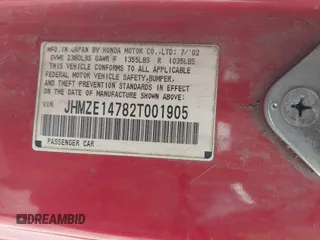 MFD. IN JAPAN BY HONDA MOTOR CO.,LTD: 7/'02
GVWR 2380LBS GAWR F 1355LBS R 1035LBS
THIS VEHICLE CONFORMS TO ALL APPLICABLE
FEDERAL MOTOR VEHICLE SAFETY,BUMPER,
AND THEFT PREVENTION STANDARDS IN EFFECT
ON THE DATE OF MANUFACTURE SHOWN ABOVE.
VIN: JHMZE14782T001905
PASSENGER CAR
DREAMBID